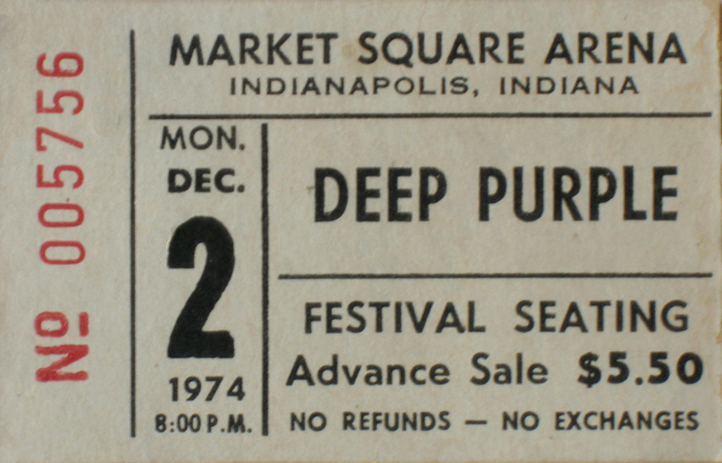 Nº 005756
MARKET SQUARE ARENA
INDIANAPOLIS, INDIANA
MON.
DEC.
2
1974
8:00 P.M.
DEEP PURPLE
FESTIVAL SEATING
Advance Sale $5.50
NO REFUNDS — NO EXCHANGES